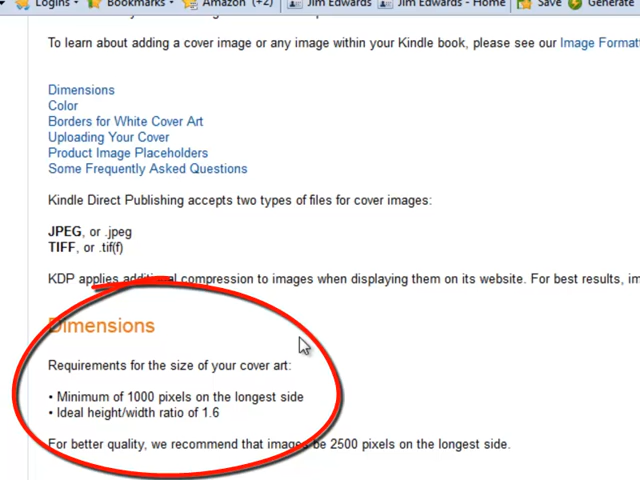 Logins Bookmarks Amazon (+2) Jim Edwards Jim Edwards - Home Save Generate
To learn about adding a cover image or any image within your Kindle book, please see our Image Format
Dimensions
Color
Borders for White Cover Art
Uploading Your Cover
Product Image Placeholders
Some Frequently Asked Questions
Kindle Direct Publishing accepts two types of files for cover images:
JPEG, or .jpeg
TIFF, or .tif(f)
KDP applies additional compression to images when displaying them on its website. For best results, im
Dimensions
Requirements for the size of your cover art:
• Minimum of 1000 pixels on the longest side
• Ideal height/width ratio of 1.6
For better quality, we recommend that images be 2500 pixels on the longest side.